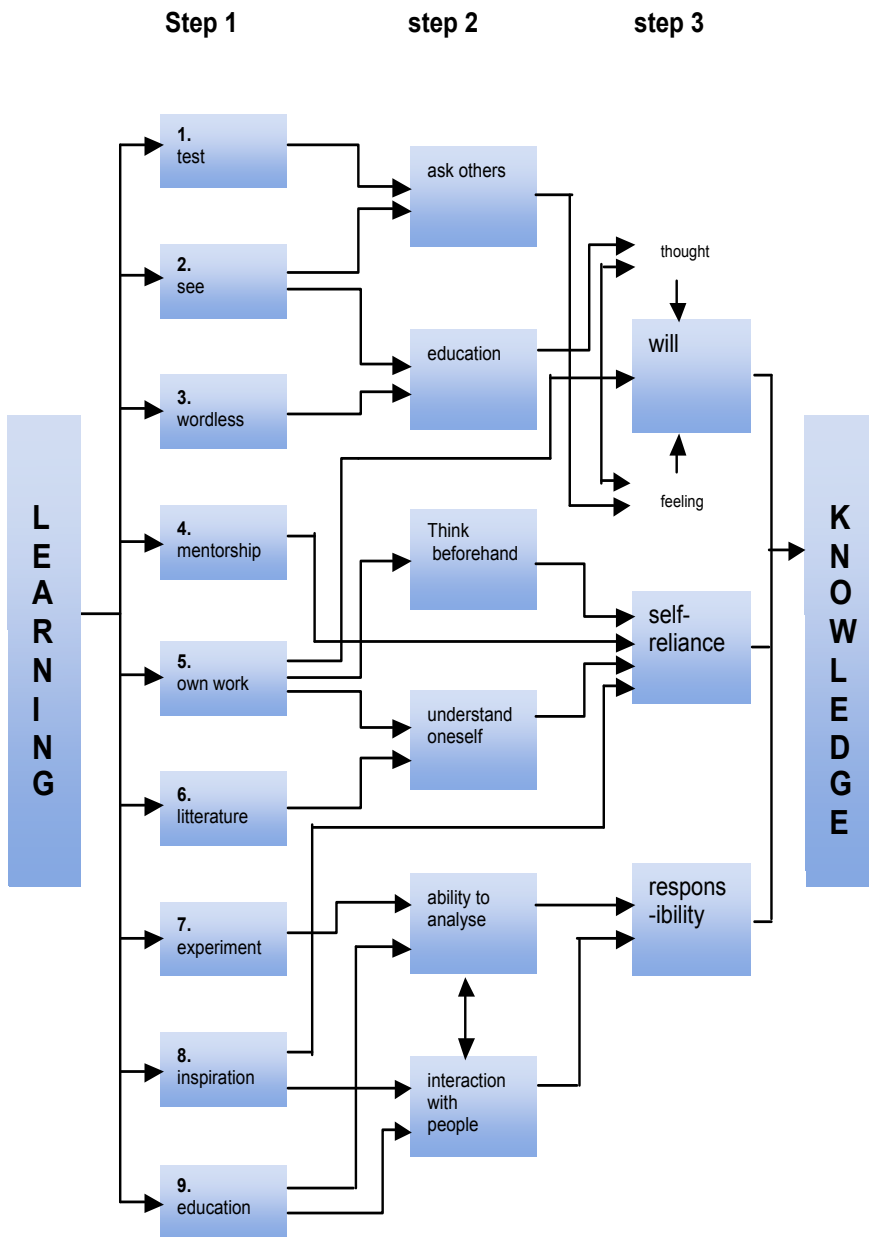 Step 1
step 2
step 3
LEARNING
1.
test
2.
see
3.
wordless
4.
mentorship
5.
own work
6.
litterature
7.
experiment
8.
inspiration
9.
education
ask others
education
Think
beforehand
understand
oneself
ability to
analyse
interaction
with
people
thought
will
feeling
self-
reliance
respons
-ibility
KNOWLEDGE